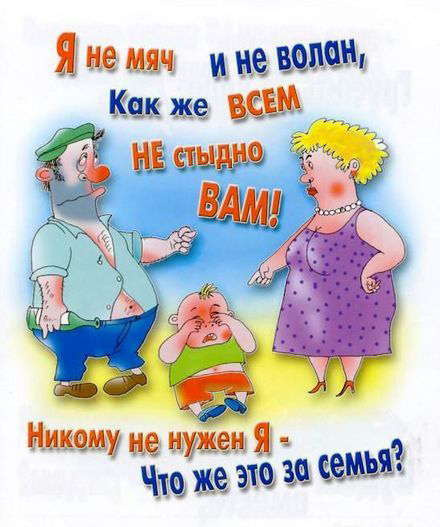 Я не мяч и не волан,
Как же ВСЕМ
НЕ стыдно
ВАМ!
Никому не нужен Я -
Что же это за семья?